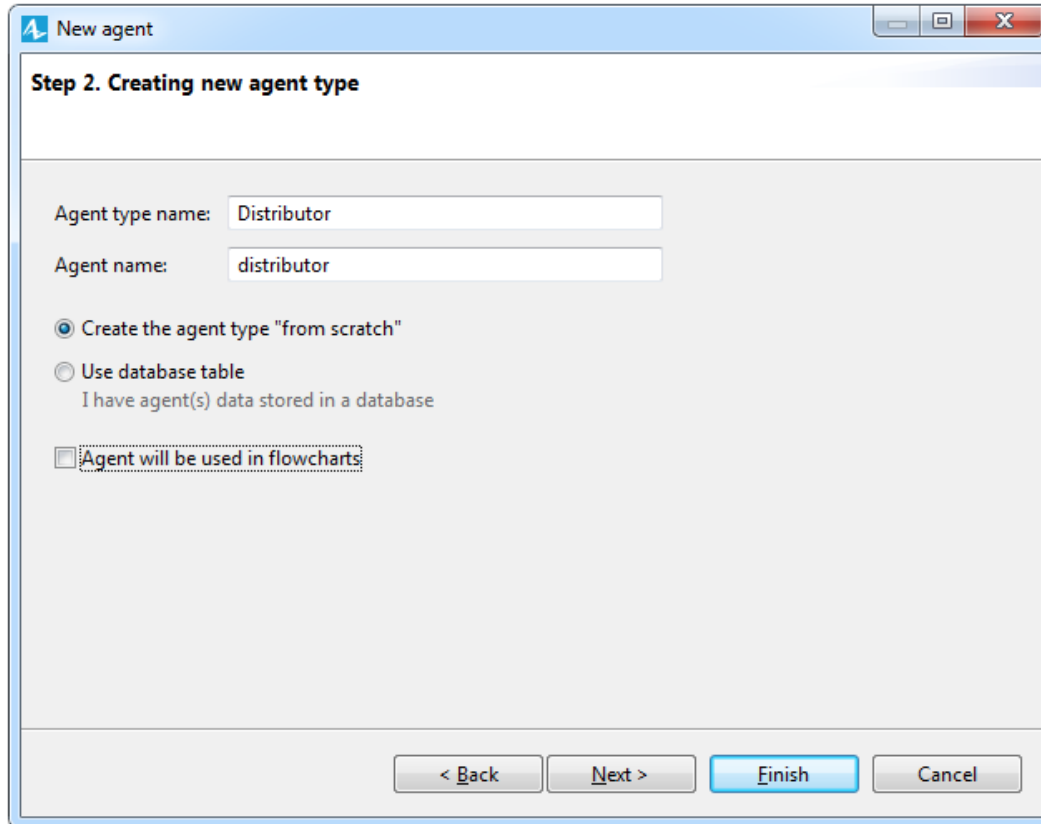 New agent
Step 2. Creating new agent type
Agent type name: Distributor
Agent name: distributor
Create the agent type "from scratch"
Use database table
I have agent(s) data stored in a database
Agent will be used in flowcharts
< Back Next > Finish Cancel